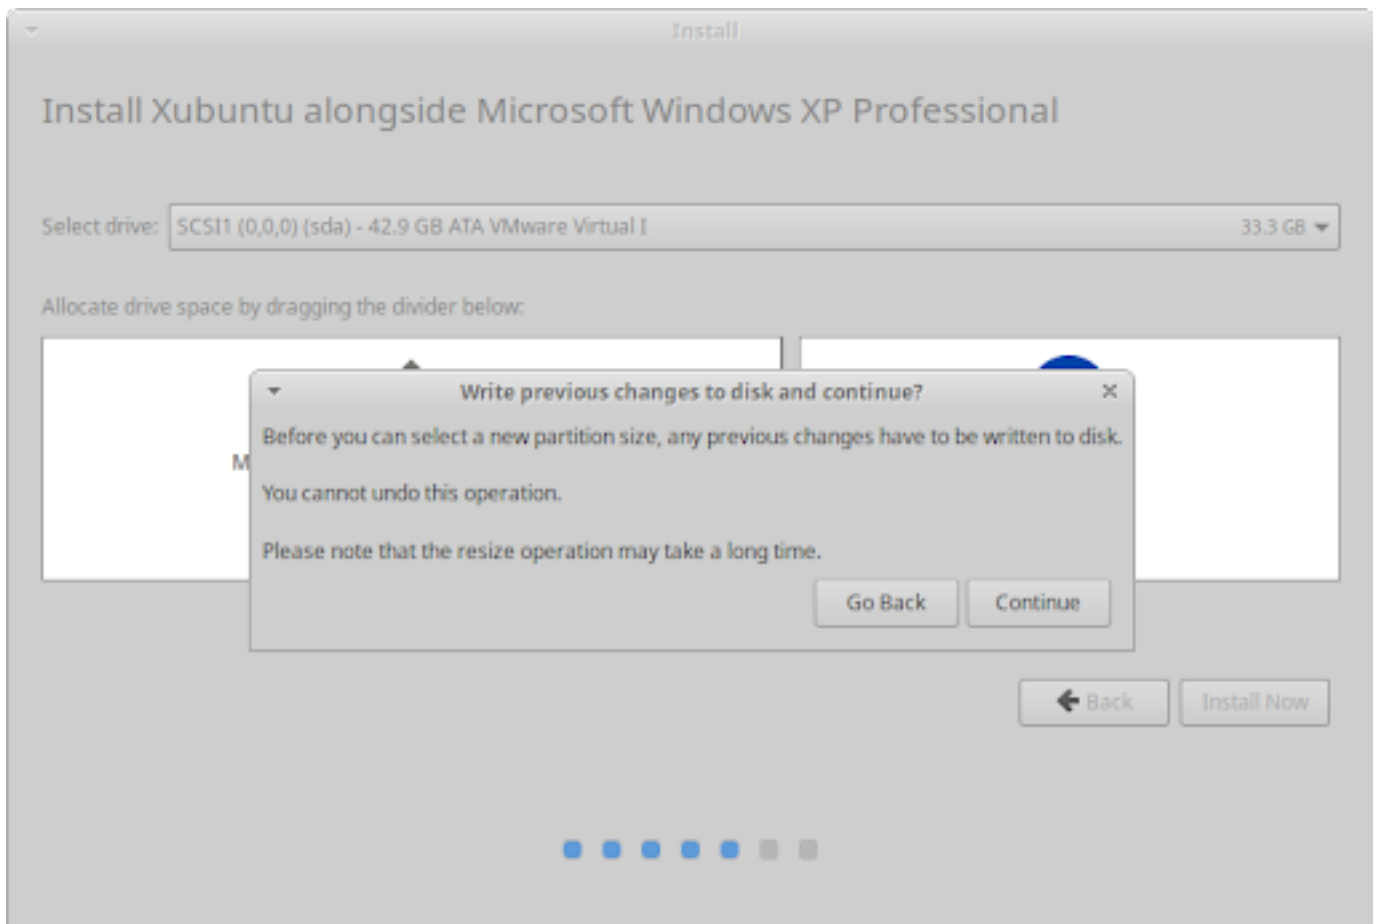 Install
Install Xubuntu alongside Microsoft Windows XP Professional
Select drive: SCSI1 (0,0,0) (sda) - 42.9 GB ATA VMware Virtual I 33.3 GB
Allocate drive space by dragging the divider below:
Write previous changes to disk and continue?
Before you can select a new partition size, any previous changes have to be written to disk.
M
You cannot undo this operation.
Please note that the resize operation may take a long time.
Go Back Continue
Back Install Now